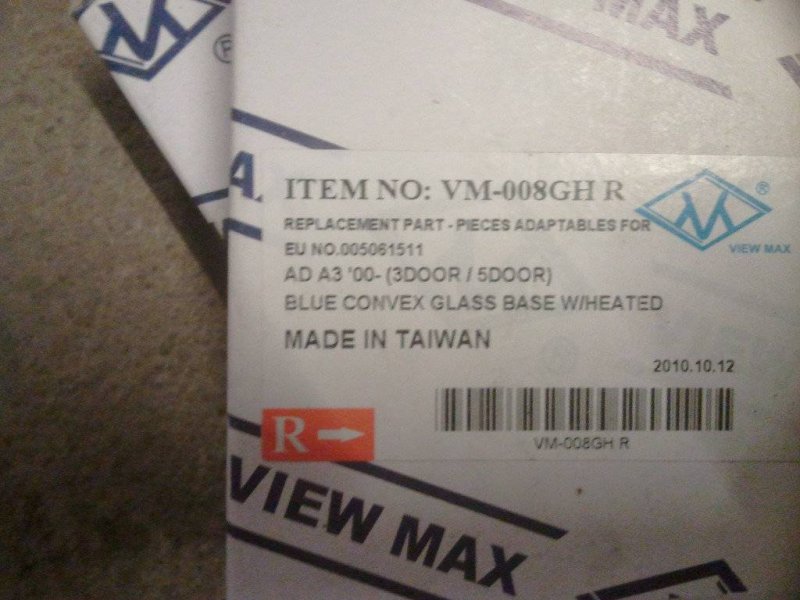 MAX
A.
ITEM NO: VM-008GH R
REPLACEMENT PART - PIECES ADAPTABLES FOR
VIEW MAX
EU NO.005061511
AD A3 '00- (3DOOR / 5DOOR)
BLUE CONVEX GLASS BASE W/HEATED
MADE IN TAIWAN
2010.10.12
R
VM-008GH R
VIEW MAX